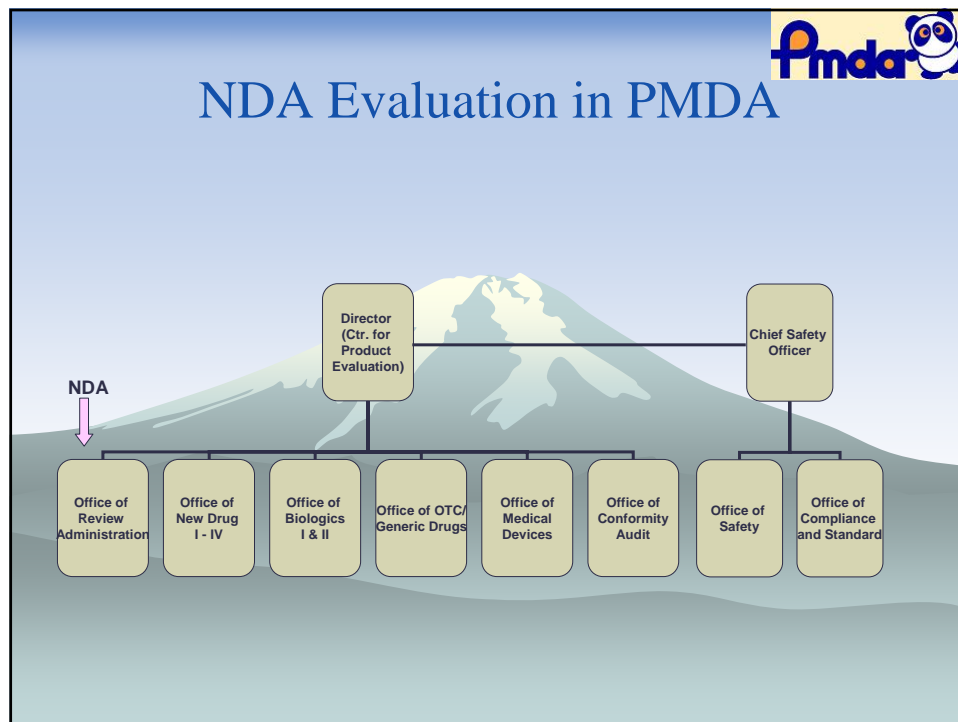 Pmda
NDA Evaluation in PMDA
Director
(Ctr. for
Product
Evaluation)
Chief Safety
Officer
NDA
Office of
Review
Administration
Office of
New Drug
I - IV
Office of
Biologics
I & II
Office of OTC/
Generic Drugs
Office of
Medical
Devices
Office of
Conformity
Audit
Office of
Safety
Office of
Compliance
and Standard